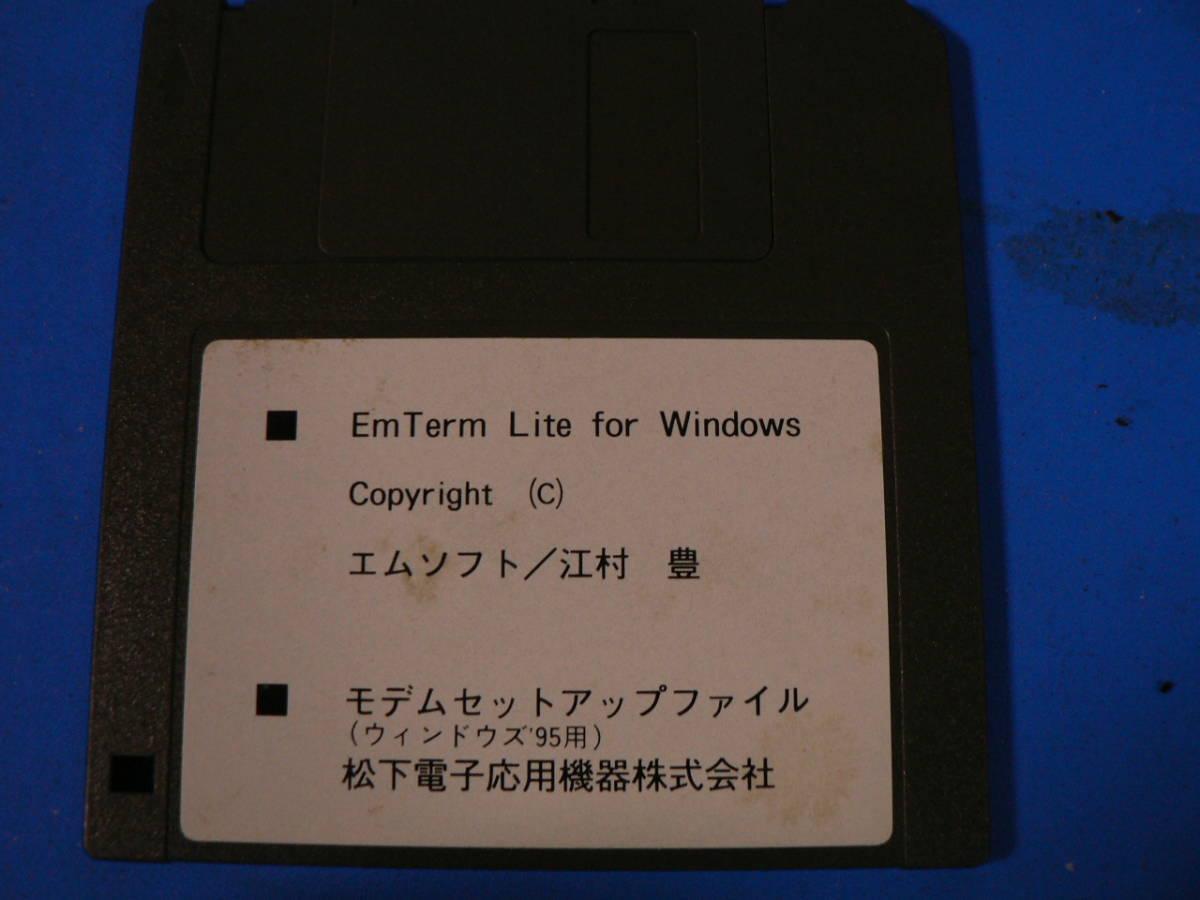 ■ EmTerm Lite for Windows
Copyright (C)
エムソフト／江村 豊
■ モデムセットアップファイル
(ウィンドウズ'95用)
松下電子応用機器株式会社